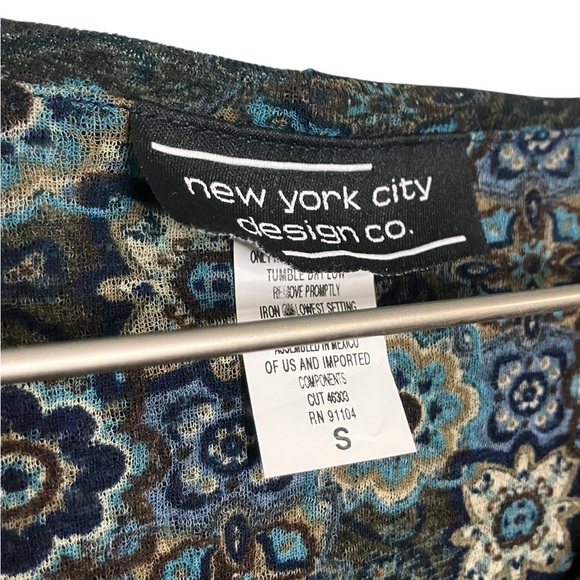 new york city
design co.
TUMBLE DRY LOW
REMOVE PROMPTLY
IRON LOWEST SETTING
ASSEMBLED IN MEXICO
OF US AND IMPORTED
COMPONENTS
CUT 46303
RN 91104
S